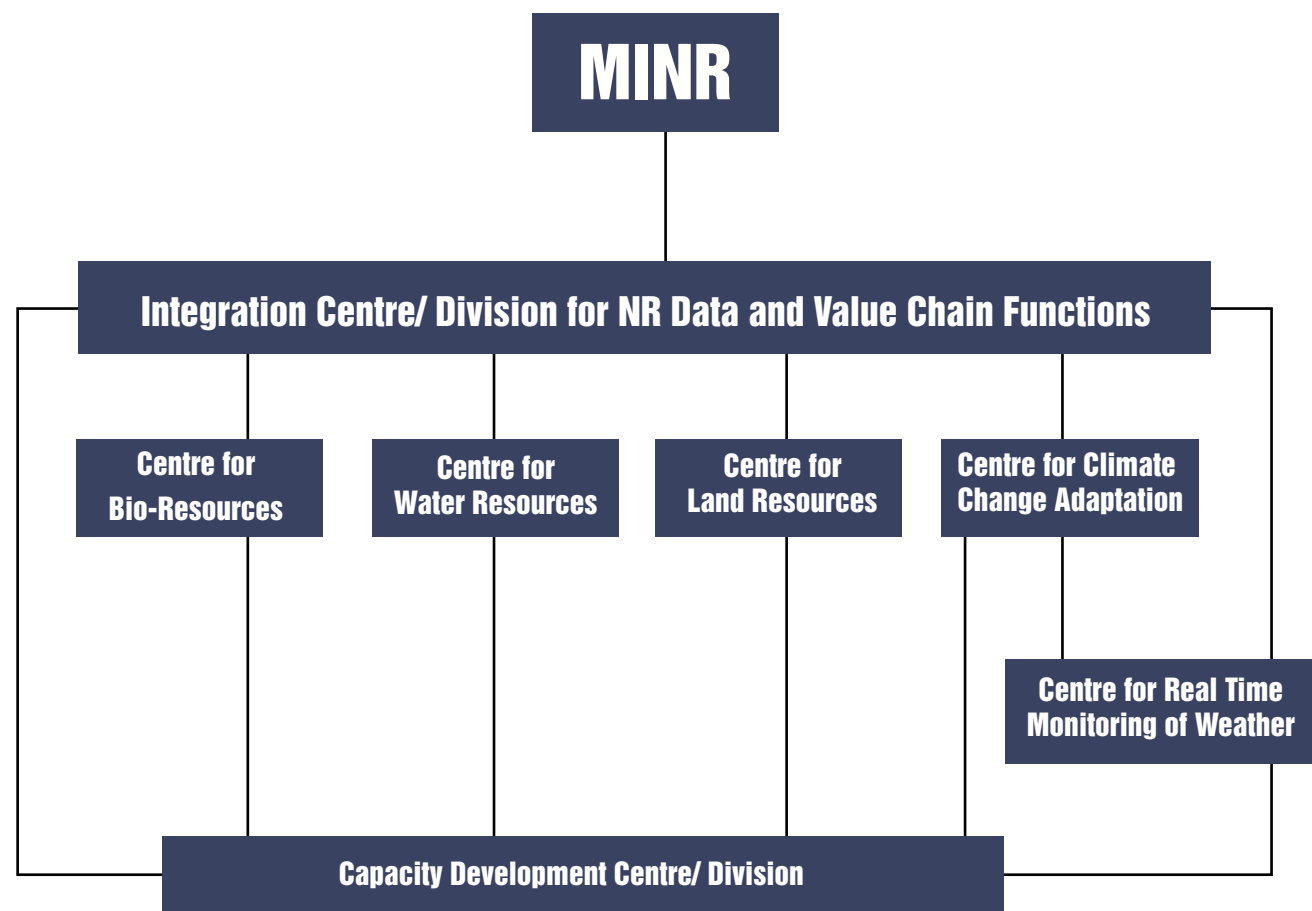 MINR
Integration Centre/ Division for NR Data and Value Chain Functions
Centre for
Bio-Resources
Centre for
Water Resources
Centre for
Land Resources
Centre for Climate
Change Adaptation
Centre for Real Time
Monitoring of Weather
Capacity Development Centre/ Division